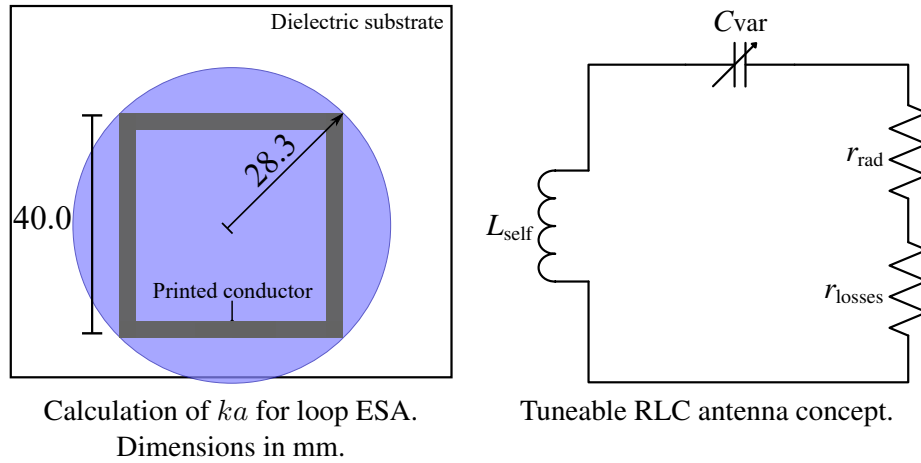 Dielectric substrate
28.3
40.0
Printed conductor
Calculation of ka for loop ESA.
Dimensions in mm.
Cvar
Lself
rrad
rlosses
Tuneable RLC antenna concept.